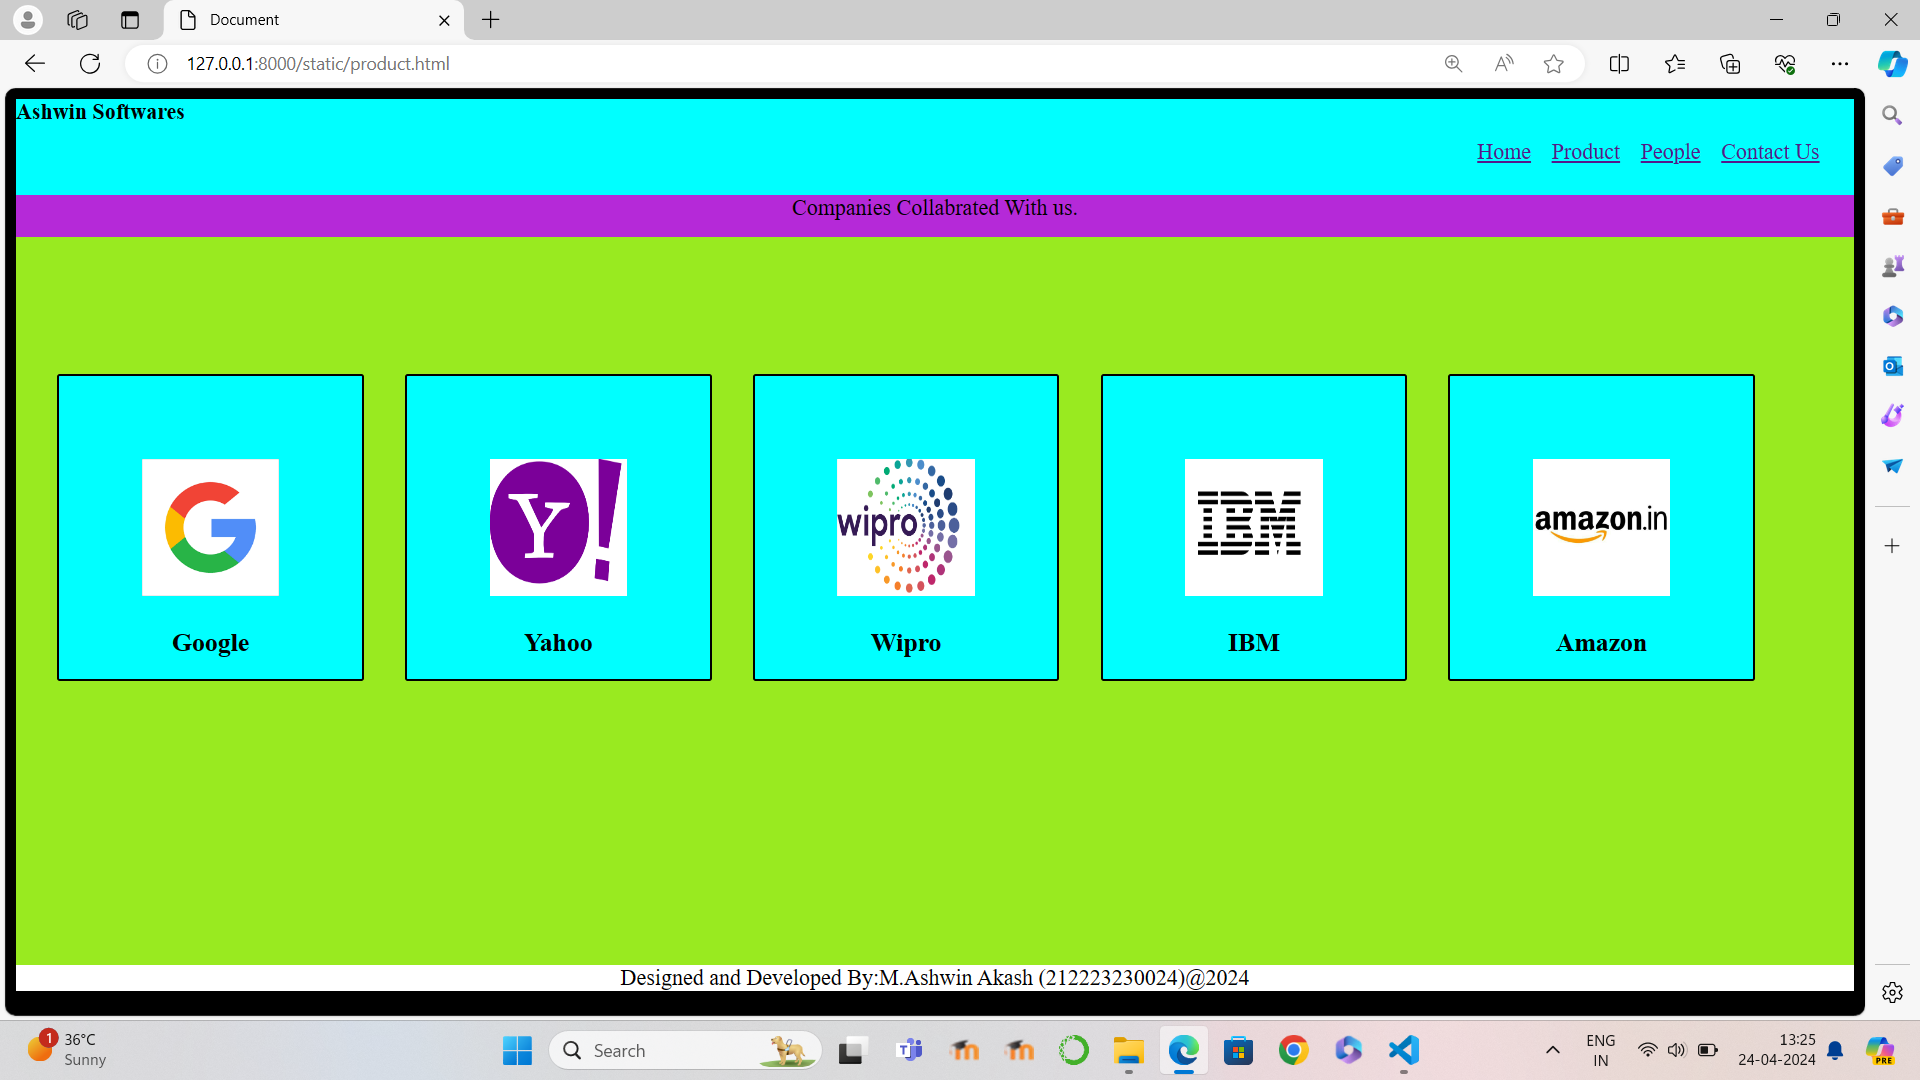 Document
127.0.0.1:8000/static/product.html
Ashwin Softwares
Home Product People Contact Us
Companies Collabrated With us.
Y!
wipro
IBM
amazon.in
Google Yahoo Wipro IBM Amazon
Designed and Developed By:M.Ashwin Akash (212223230024)@2024
1
36°C
Sunny
Search
ENG
IN
13:25
24-04-2024
PRE